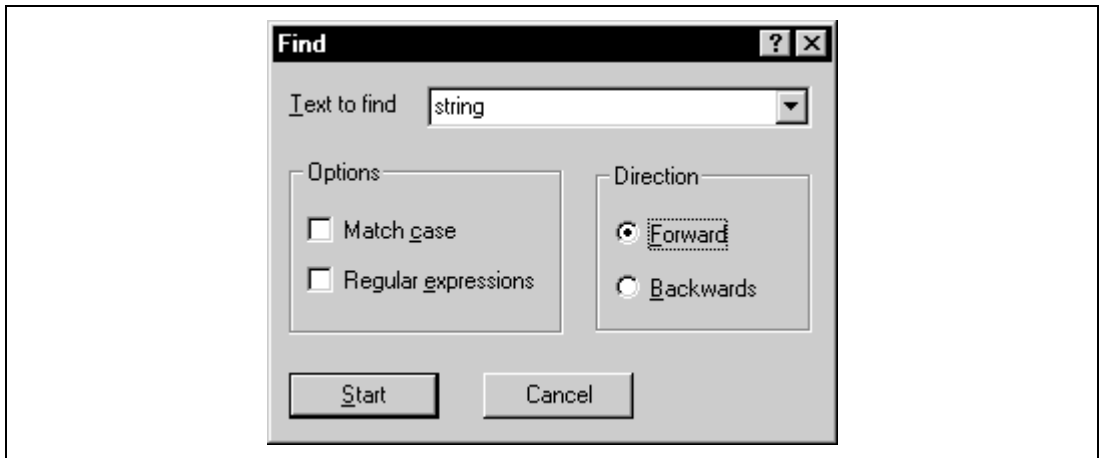 Find
Text to find string
Options
Match case
Regular expressions
Direction
Forward
Backwards
Start Cancel